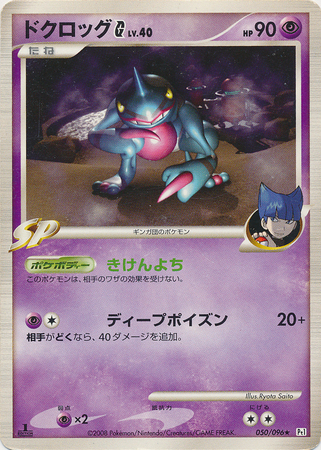 ドクロッグG LV.40 HP90
たね
ギンガ団のポケモン
SP
ポケボディー きけんよち
このポケモンは、相手のワザの効果を受けない。
ディープポイズン 20+
相手がどくなら、40ダメージを追加。
Illus. Ryota Saito
弱点 ×2 抵抗力 にげる
1 EDITION ©2008 Pokémon/Nintendo/Creatures/GAME FREAK. 050/096★ Pt1